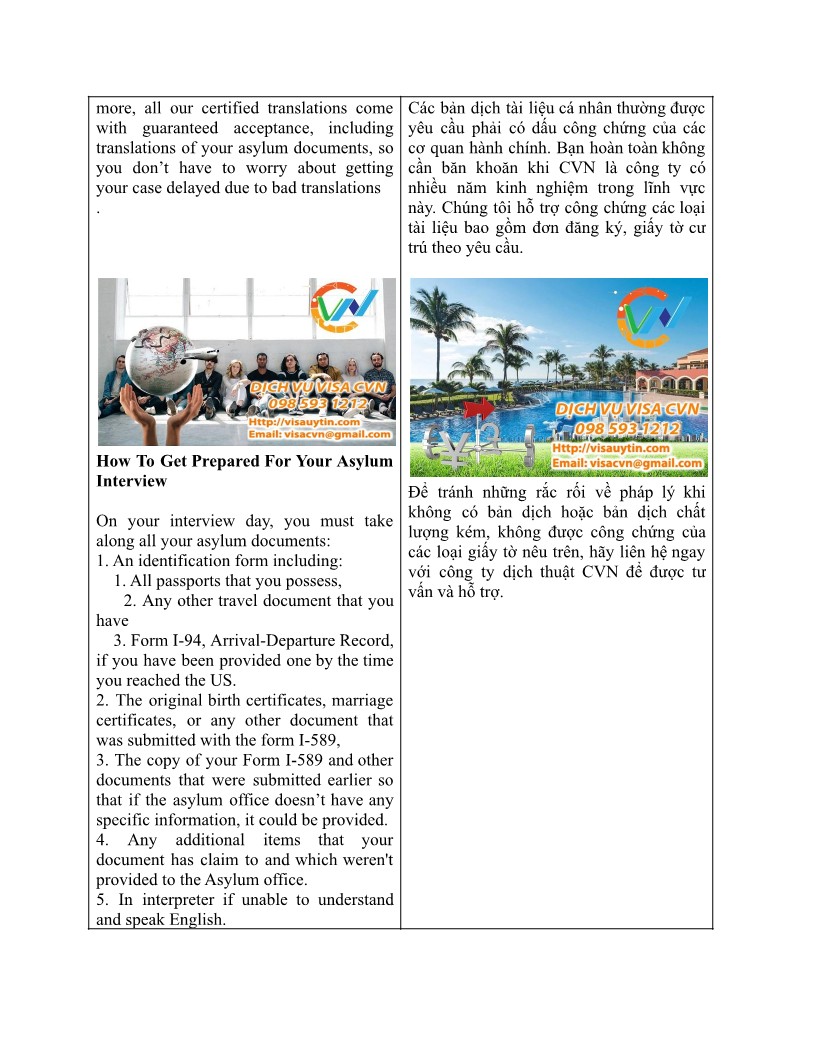 more, all our certified translations come
with guaranteed acceptance, including
translations of your asylum documents, so
you don’t have to worry about getting
your case delayed due to bad translations
.
CVN
DỊCH VỤ VISA CVN
098 593 1212
Http://visauytin.com
Email: visacvn@gmail.com
How To Get Prepared For Your Asylum
Interview
On your interview day, you must take
along all your asylum documents:
1. An identification form including:
1. All passports that you possess,
2. Any other travel document that you
have
3. Form I-94, Arrival-Departure Record,
if you have been provided one by the time
you reached the US.
2. The original birth certificates, marriage
certificates, or any other document that
was submitted with the form I-589,
3. The copy of your Form I-589 and other
documents that were submitted earlier so
that if the asylum office doesn’t have any
specific information, it could be provided.
4. Any additional items that your
document has claim to and which weren't
provided to the Asylum office.
5. In interpreter if unable to understand
and speak English.
Các bản dịch tài liệu cá nhân thường được
yêu cầu phải có dấu công chứng của các
cơ quan hành chính. Bạn hoàn toàn không
cần băn khoăn khi CVN là công ty có
nhiều năm kinh nghiệm trong lĩnh vực
này. Chúng tôi hỗ trợ công chứng các loại
tài liệu bao gồm đơn đăng ký, giấy tờ cư
trú theo yêu cầu.
CVN
DỊCH VỤ VISA CVN
098 593 1212
Http://visauytin.com
Email: visacvn@gmail.com
Để tránh những rắc rối về pháp lý khi
không có bản dịch hoặc bản dịch chất
lượng kém, không được công chứng của
các loại giấy tờ nêu trên, hãy liên hệ ngay
với công ty dịch thuật CVN để được tư
vấn và hỗ trợ.